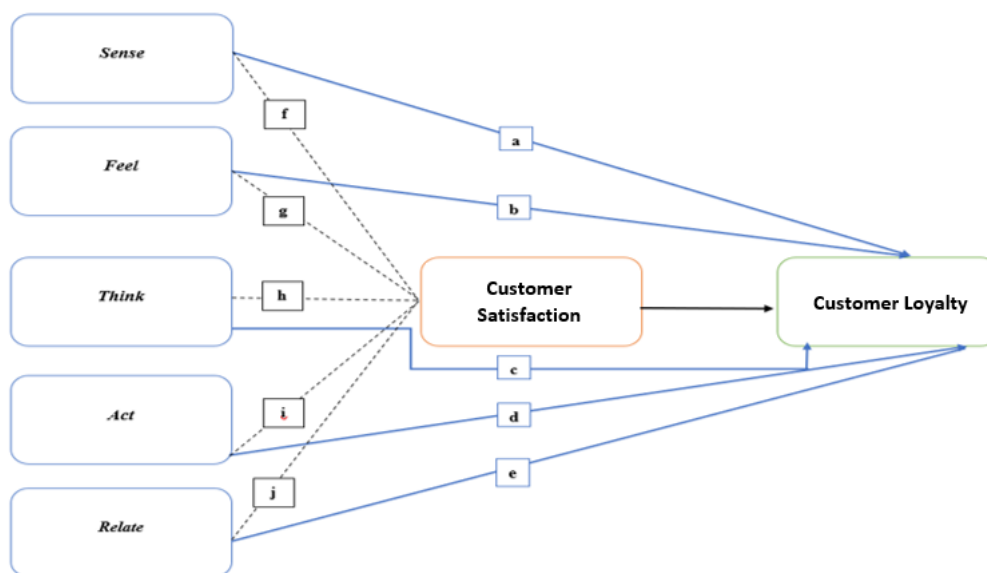 Sense
f
a
Feel
g
b
Think
h
Customer
Satisfaction
Customer Loyalty
c
Act
i
d
j
e
Relate